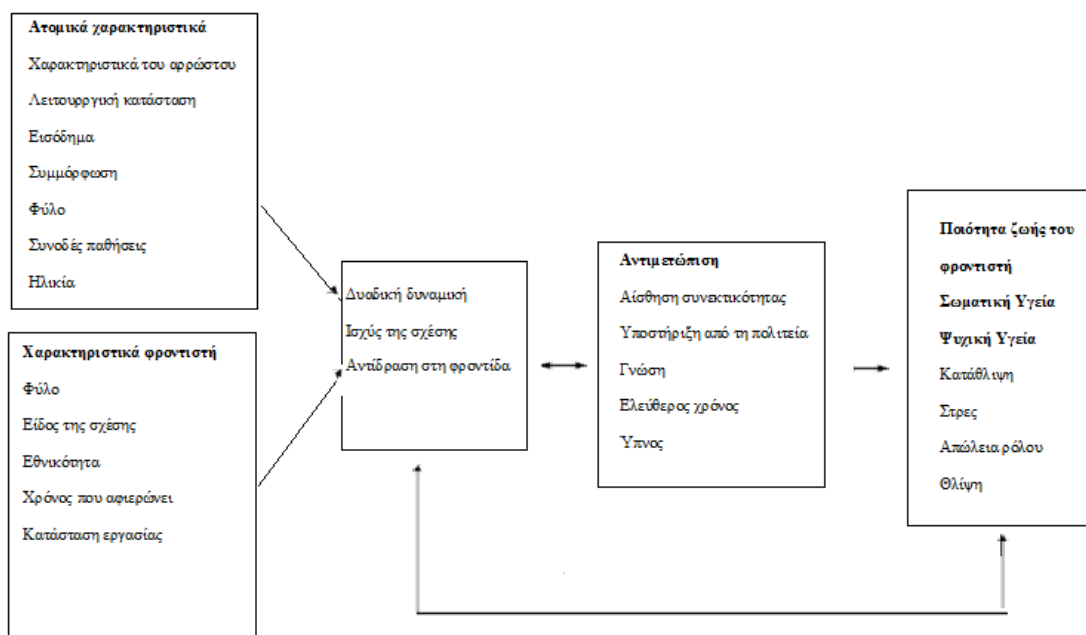 Ατομικά χαρακτηριστικά
Χαρακτηριστικά του αρρώστου
Λειτουρργική κατάσταση
Εισόδημα
Συμμόρφωση
Φύλο
Συνοδές παθήσεις
Ηλικία
Χαρακτηριστικά φροντιστή
Φύλο
Είδος της σχέσης
Εθνικότητα
Χρόνος που αφιερώνει
Κατάσταση εργασίας
Δυαδική δυναμική
Ισχύς της σχέσης
Αντίδραση στη φροντίδα
Αντιμετώπιση
Αίσθηση συνεκτικότητας
Υποστήριξη από τη πολιτεία
Γνώση
Ελεύθερος χρόνος
Ύπνος
Ποιότητα ζωής του
φροντιστή
Σωματική Υγεία
Ψυχική Υγεία
Κατάθλιψη
Στρες
Απώλεια ρόλου
Θλίψη